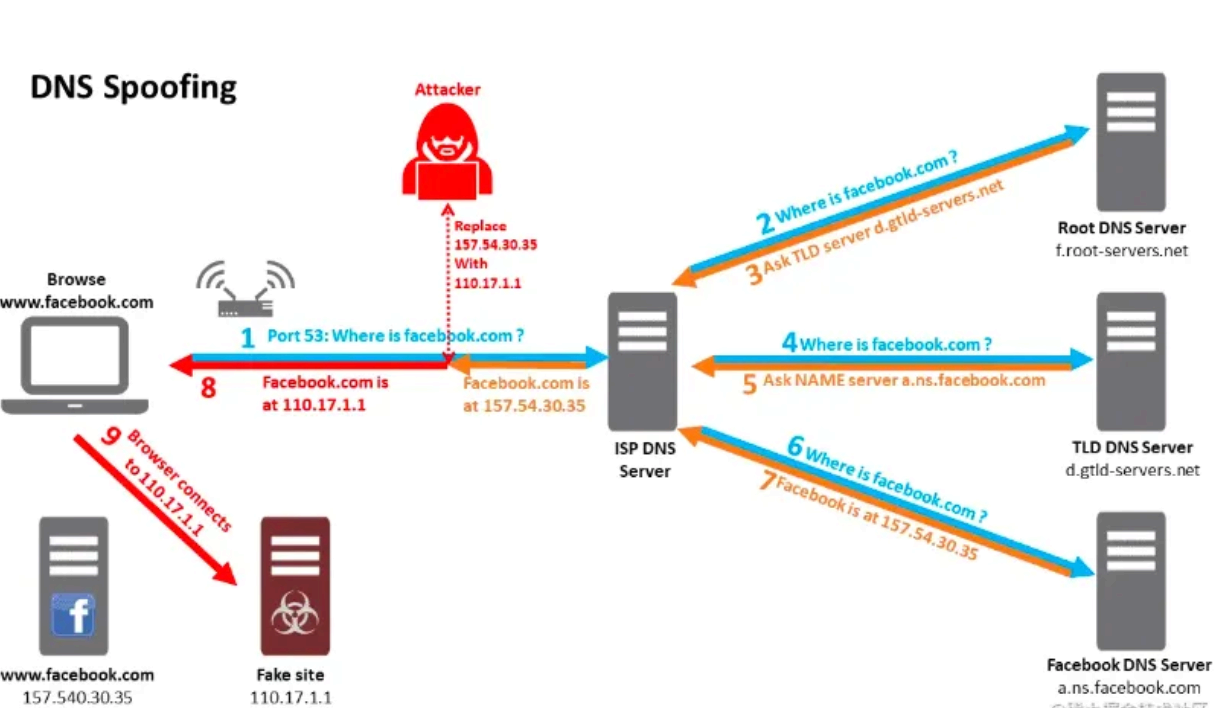 DNS Spoofing
Attacker
Replace
157.54.30.35
With
110.17.1.1
Browse
www.facebook.com
1 Port 53: Where is facebook.com ?
8
Facebook.com is
at 110.17.1.1
Facebook.com is
at 157.54.30.35
ISP DNS
Server
2 Where is facebook.com ?
3 Ask TLD server d.gtld-servers.net
Root DNS Server
f.root-servers.net
4 Where is facebook.com ?
5 Ask NAME server a.ns.facebook.com
TLD DNS Server
d.gtld-servers.net
6 Where is facebook.com ?
7 Facebook is at 157.54.30.35
Facebook DNS Server
a.ns.facebook.com
9 Browser connects
to 110.17.1.1
f
www.facebook.com
157.540.30.35
Fake site
110.17.1.1